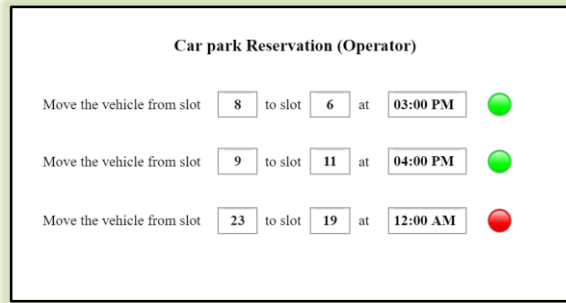 Car park Reservation (Operator)
Move the vehicle from slot 8 to slot 6 at 03:00 PM
Move the vehicle from slot 9 to slot 11 at 04:00 PM
Move the vehicle from slot 23 to slot 19 at 12:00 AM